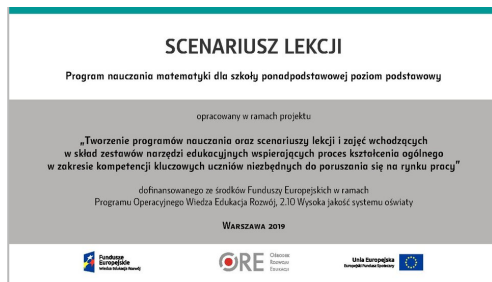 SCENARIUSZ LEKCJI
Program nauczania matematyki dla szkoły ponadpodstawowej poziom podstawowy
opracowany w ramach projektu
„Tworzenie programów nauczania oraz scenariuszy lekcji i zajęć wchodzących
w skład zestawów narzędzi edukacyjnych wspierających proces kształcenia ogólnego
w zakresie kompetencji kluczowych uczniów niezbędnych do poruszania się na rynku pracy”
dofinansowanego ze środków Funduszy Europejskich w ramach
Programu Operacyjnego Wiedza Edukacja Rozwój, 2.10 Wysoka jakość systemu oświaty
WARSZAWA 2019
Fundusze
Europejskie
Wiedza Edukacja Rozwój
ORE
OŚRODEK
ROZWOJU
EDUKACJI
Unia Europejska
Europejski Fundusz Społeczny